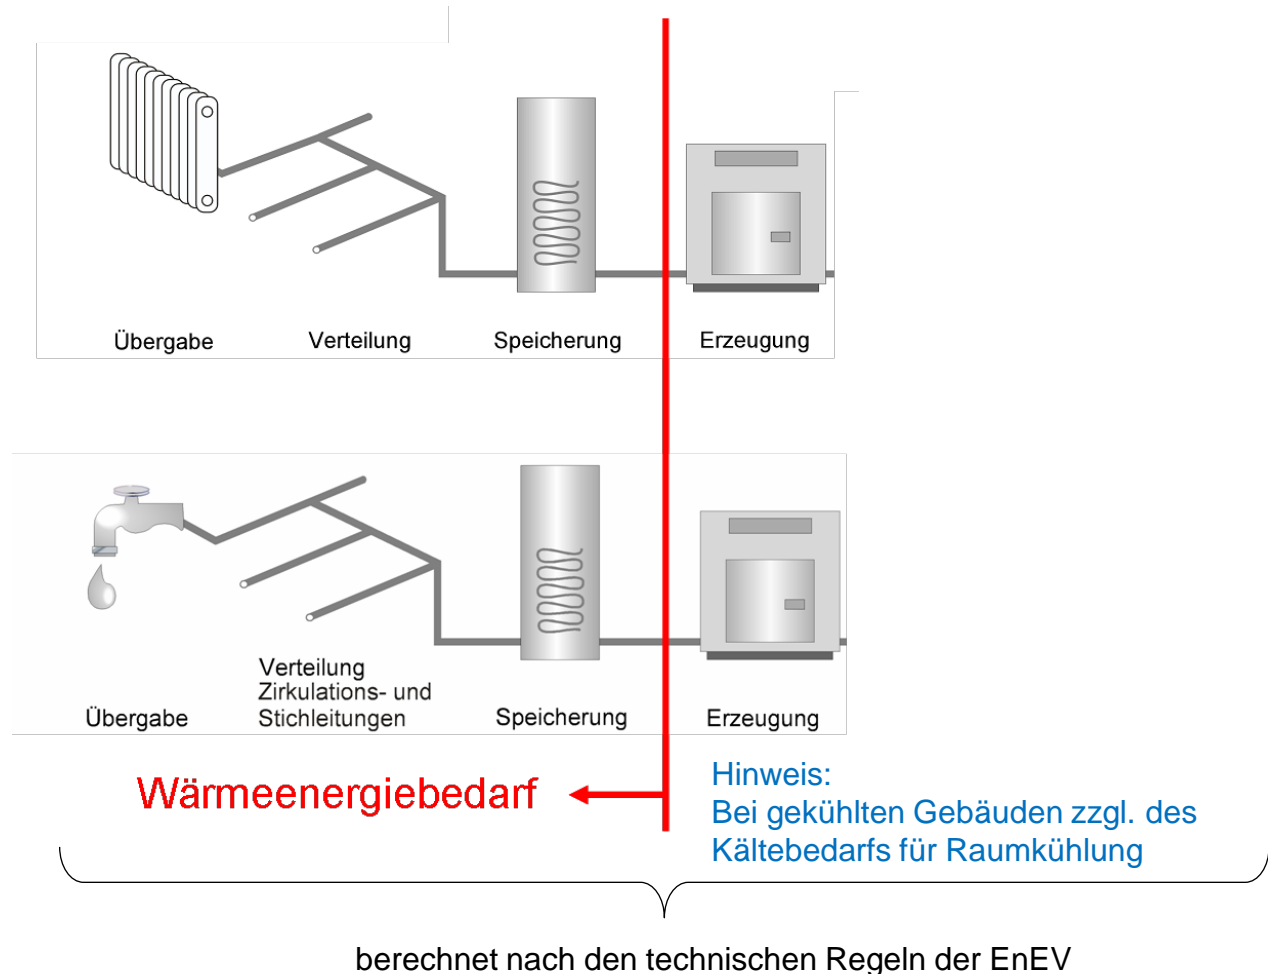 Übergabe
Verteilung
Speicherung
Erzeugung
Verteilung
Zirkulations- und
Stichleitungen
Übergabe
Speicherung
Erzeugung
Wärmeenergiebedarf
Hinweis:
Bei gekühlten Gebäuden zzgl. des
Kältebedarfs für Raumkühlung
berechnet nach den technischen Regeln der EnEV